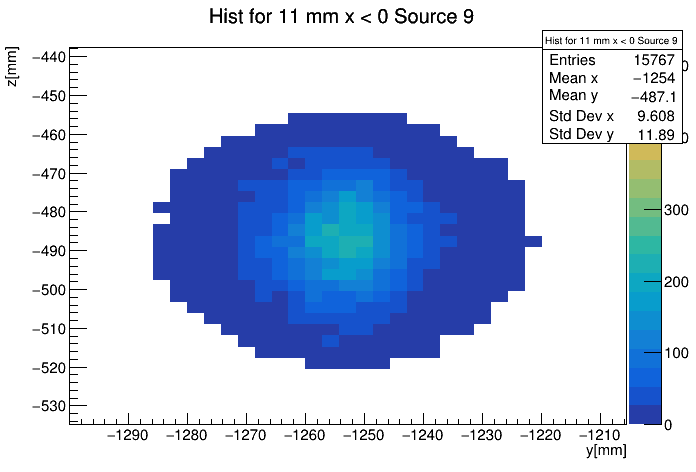 Hist for 11 mm x < 0 Source 9
z[mm]
−440
−450
−460
−470
−480
−490
−500
−510
−520
−530
−1290 −1280 −1270 −1260 −1250 −1240 −1230 −1220 −1210
y[mm]
Hist for 11 mm x < 0 Source 9
Entries 15767
Mean x −1254
Mean y −487.1
Std Dev x 9.608
Std Dev y 11.89
0
0
300
200
100
0